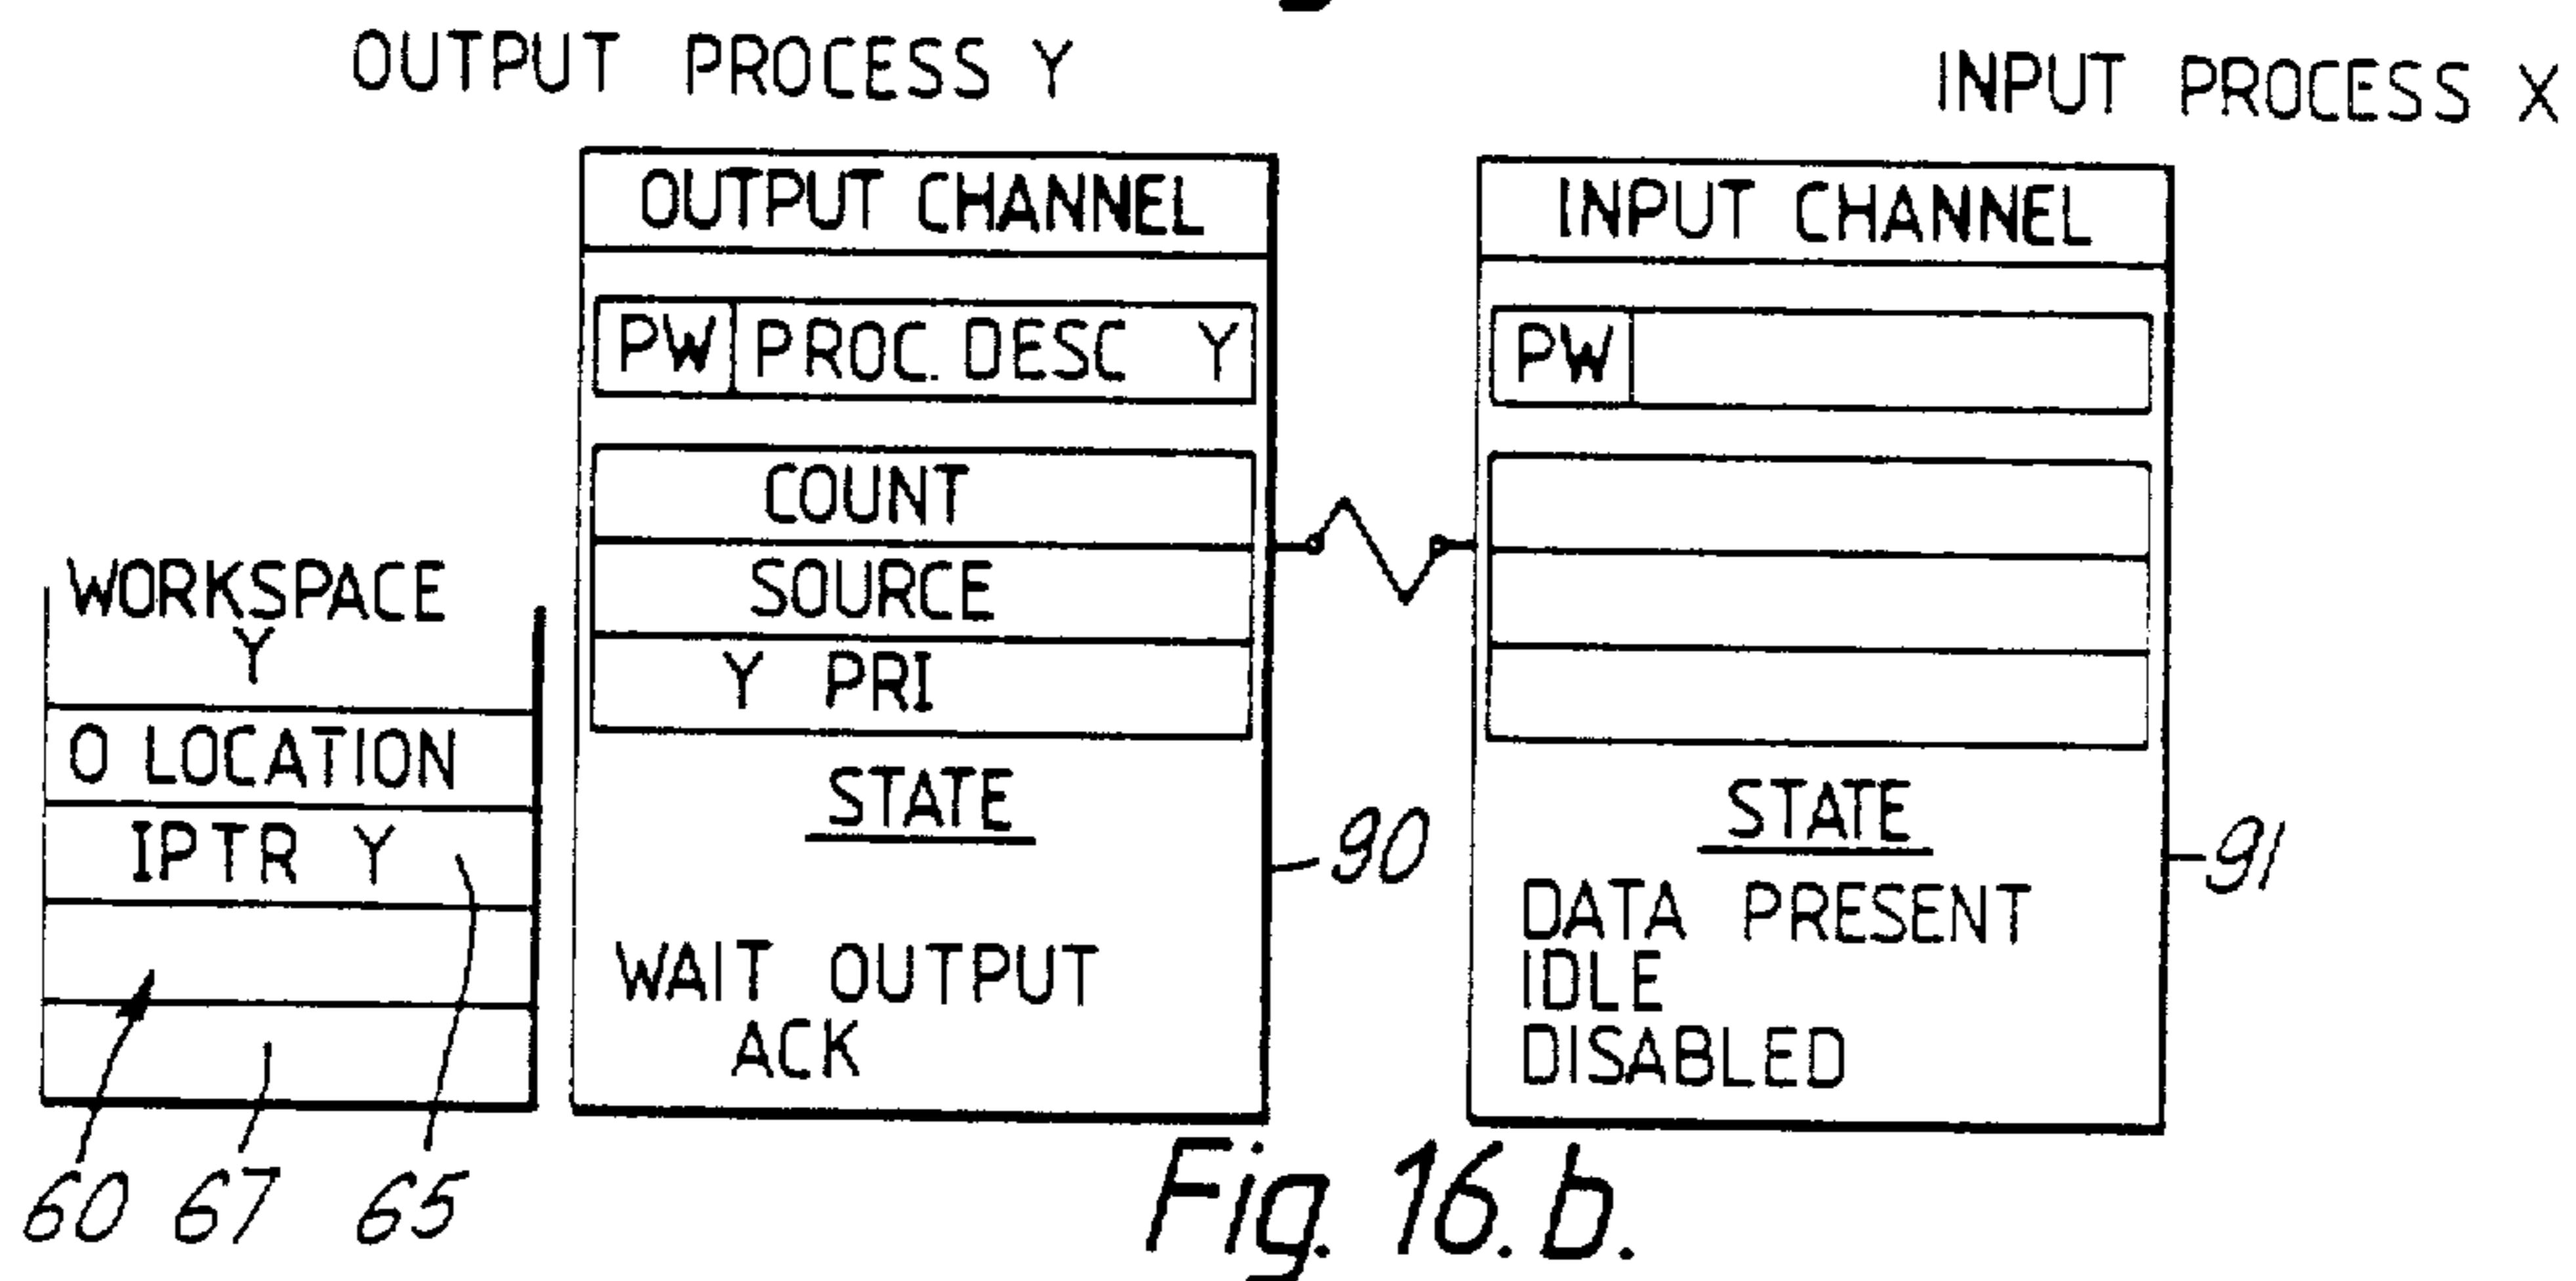 OUTPUT PROCESS Y
INPUT PROCESS X
OUTPUT CHANNEL
PW PROC. DESC Y
COUNT
SOURCE
Y PRI
STATE
WAIT OUTPUT
ACK
90
INPUT CHANNEL
PW
STATE
DATA PRESENT
IDLE
DISABLED
91
WORKSPACE
Y
O LOCATION
IPTR Y
60 67 65
Fig. 16.b.